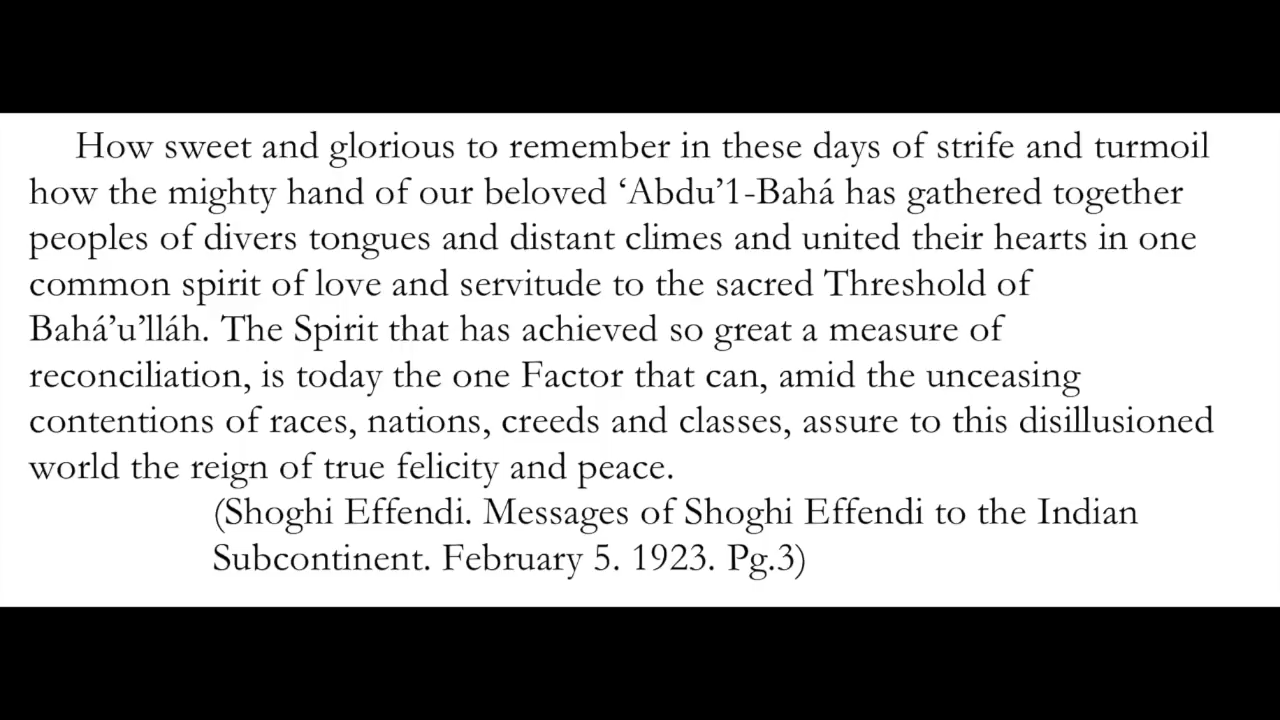 How sweet and glorious to remember in these days of strife and turmoil
how the mighty hand of our beloved ‘Abdu’1-Bahá has gathered together
peoples of divers tongues and distant climes and united their hearts in one
common spirit of love and servitude to the sacred Threshold of
Bahá’u’lláh. The Spirit that has achieved so great a measure of
reconciliation, is today the one Factor that can, amid the unceasing
contentions of races, nations, creeds and classes, assure to this disillusioned
world the reign of true felicity and peace.
(Shoghi Effendi. Messages of Shoghi Effendi to the Indian
Subcontinent. February 5. 1923. Pg.3)